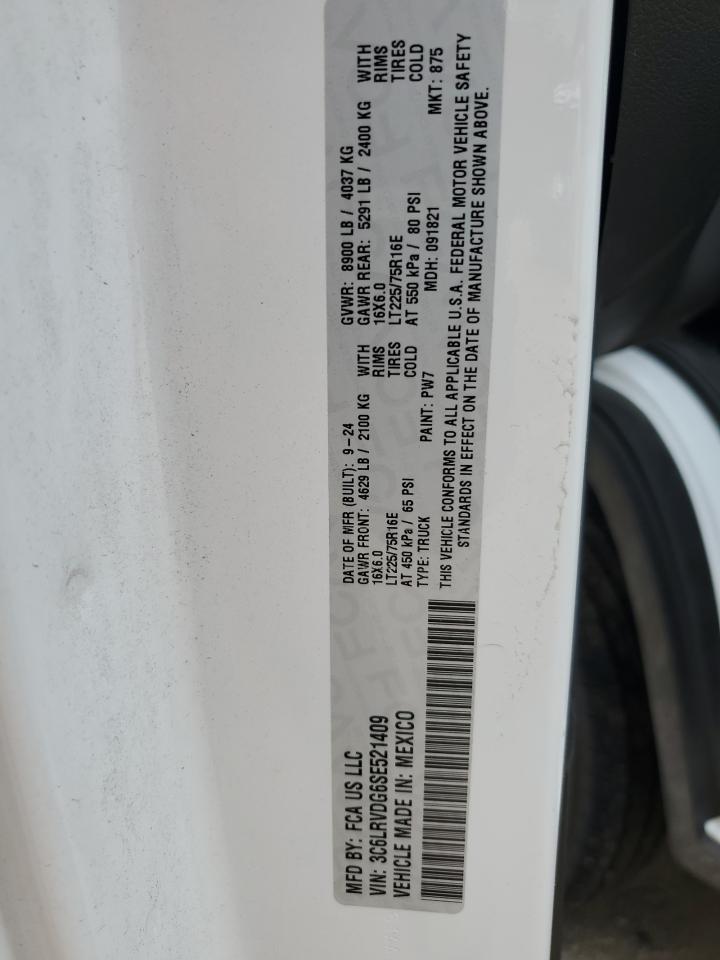 MFD BY: FCA US LLC
VIN: 3C6LRVDG6SE521409
VEHICLE MADE IN: MEXICO
DATE OF MFR (BUILT): 9-24 GVWR: 8900 LB / 4037 KG
GAWR FRONT: 4629 LB / 2100 KG WITH GAWR REAR: 5291 LB / 2400 KG WITH
16X6.0 RIMS 16X6.0 RIMS
LT225/75R16E TIRES LT225/75R16E TIRES
AT 450 kPa / 65 PSI COLD AT 550 kPa / 80 PSI COLD
TYPE: TRUCK PAINT: PW7 MDH: 091821 MKT: 875
THIS VEHICLE CONFORMS TO ALL APPLICABLE U.S.A. FEDERAL MOTOR VEHICLE SAFETY
STANDARDS IN EFFECT ON THE DATE OF MANUFACTURE SHOWN ABOVE.